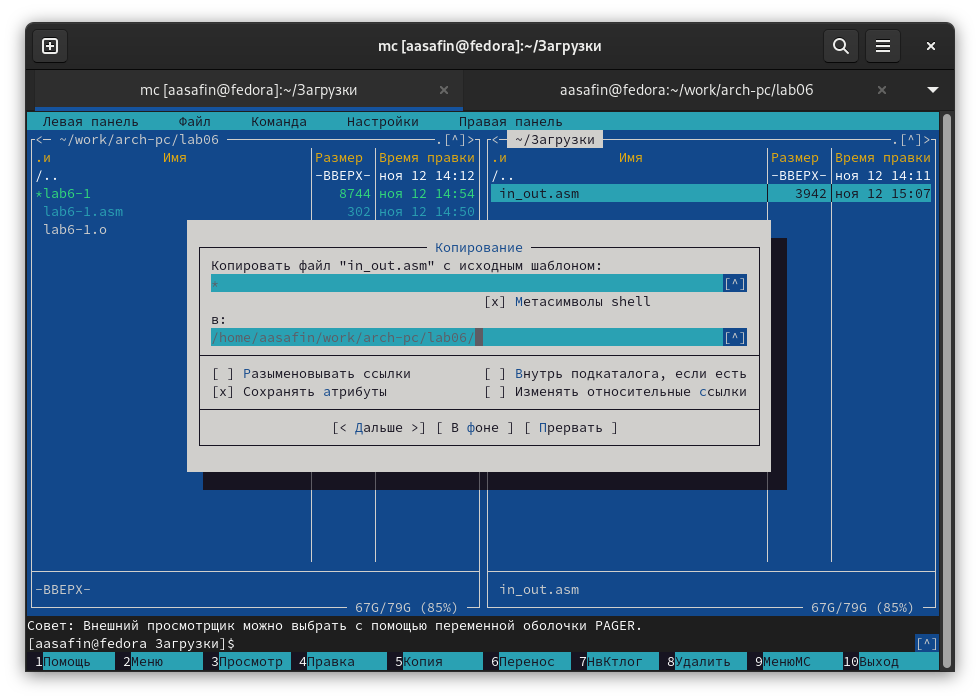 mc [aasafin@fedora]:~/Загрузки
mc [aasafin@fedora]:~/Загрузки × aasafin@fedora:~/work/arch-pc/lab06 ×
Левая панель Файл Команда Настройки Правая панель
<─ ~/work/arch-pc/lab06 .[^]> <─ ~/Загрузки .[^]>
.и Имя Размер Время правки .и Имя Размер Время правки
/.. -ВВЕРХ- ноя 12 14:12 /.. -ВВЕРХ- ноя 12 14:11
*lab6-1 8744 ноя 12 14:54 in_out.asm 3942 ноя 12 15:07
lab6-1.asm 302 ноя 12 14:50
lab6-1.o
Копирование
Копировать файл "in_out.asm" с исходным шаблоном:
* [^]
[x] Метасимволы shell
в:
/home/aasafin/work/arch-pc/lab06/ [^]
[ ] Разыменовывать ссылки [ ] Внутрь подкаталога, если есть
[x] Сохранять атрибуты [ ] Изменять относительные ссылки
[< Дальше >] [ В фоне ] [ Прервать ]
-ВВЕРХ- in_out.asm
67G/79G (85%) 67G/79G (85%)
Совет: Внешний просмотрщик можно выбрать с помощью переменной оболочки PAGER.
[aasafin@fedora Загрузки]$ [^]
1Помощь 2Меню 3Просмотр 4Правка 5Копия 6Перенос 7НвКтлог 8Удалить 9МенюMC 10Выход